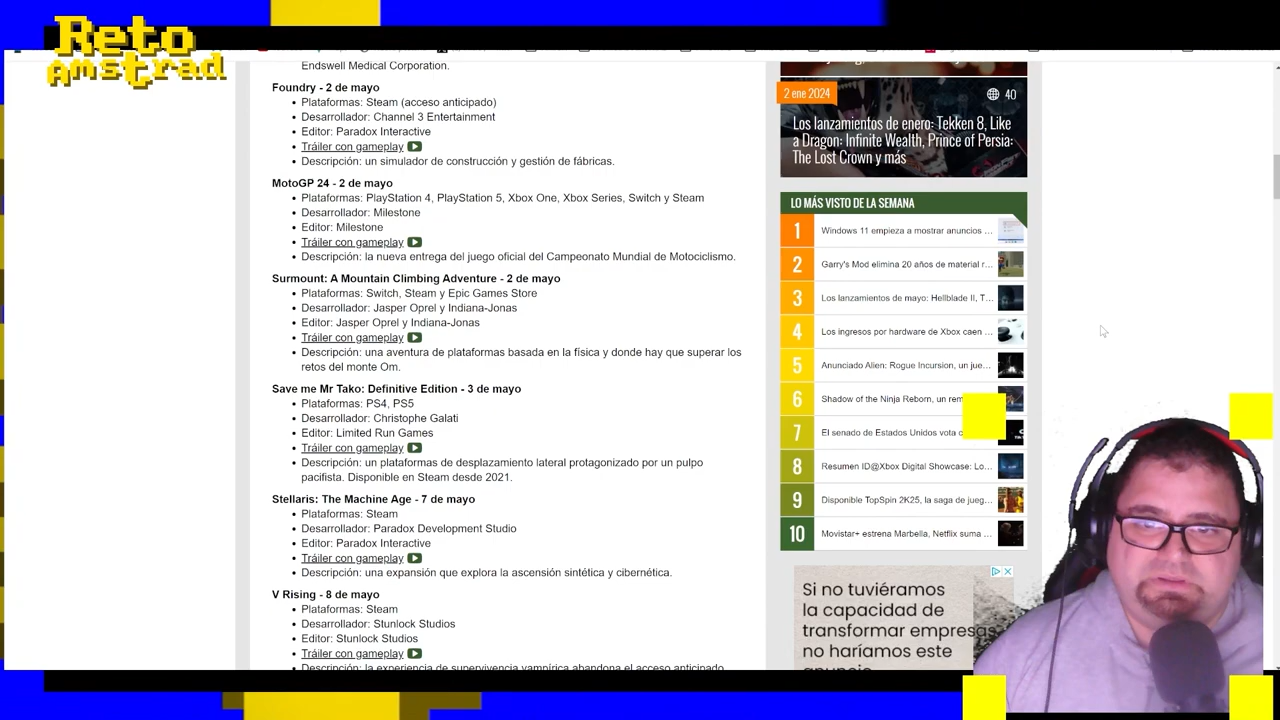 Reto
Amstrad
Endswell Medical Corporation.
Foundry - 2 de mayo
• Plataformas: Steam (acceso anticipado)
• Desarrollador: Channel 3 Entertainment
• Editor: Paradox Interactive
• Tráiler con gameplay
• Descripción: un simulador de construcción y gestión de fábricas.
MotoGP 24 - 2 de mayo
• Plataformas: PlayStation 4, PlayStation 5, Xbox One, Xbox Series, Switch y Steam
• Desarrollador: Milestone
• Editor: Milestone
• Tráiler con gameplay
• Descripción: la nueva entrega del juego oficial del Campeonato Mundial de Motociclismo.
Surmount: A Mountain Climbing Adventure - 2 de mayo
• Plataformas: Switch, Steam y Epic Games Store
• Desarrollador: Jasper Oprel y Indiana-Jonas
• Editor: Jasper Oprel y Indiana-Jonas
• Tráiler con gameplay
• Descripción: una aventura de plataformas basada en la física y donde hay que superar los
retos del monte Om.
Save me Mr Tako: Definitive Edition - 3 de mayo
• Plataformas: PS4, PS5
• Desarrollador: Christophe Galati
• Editor: Limited Run Games
• Tráiler con gameplay
• Descripción: un plataformas de desplazamiento lateral protagonizado por un pulpo
pacifista. Disponible en Steam desde 2021.
Stellaris: The Machine Age - 7 de mayo
• Plataformas: Steam
• Desarrollador: Paradox Development Studio
• Editor: Paradox Interactive
• Tráiler con gameplay
• Descripción: una expansión que explora la ascensión sintética y cibernética.
V Rising - 8 de mayo
• Plataformas: Steam
• Desarrollador: Stunlock Studios
• Editor: Stunlock Studios
• Tráiler con gameplay
• Descripción: la experiencia de supervivencia vampírica abandona el acceso anticipado
2 ene 2024
40
Los lanzamientos de enero: Tekken 8, Like
a Dragon: Infinite Wealth, Prince of Persia:
The Lost Crown y más
LO MÁS VISTO DE LA SEMANA
1 Windows 11 empieza a mostrar anuncios ...
2 Garry's Mod elimina 20 años de material r...
3 Los lanzamientos de mayo: Hellblade II, T...
4 Los ingresos por hardware de Xbox caen ...
5 Anunciado Alien: Rogue Incursion, un jue...
6 Shadow of the Ninja Reborn, un rem
7 El senado de Estados Unidos vota c
8 Resumen ID@Xbox Digital Showcase: Lo...
9 Disponible TopSpin 2K25, la saga de jueg...
10 Movistar+ estrena Marbella, Netflix suma ...
Si no tuviéramos
la capacidad de
transformar empresas
no haríamos este
anuncio